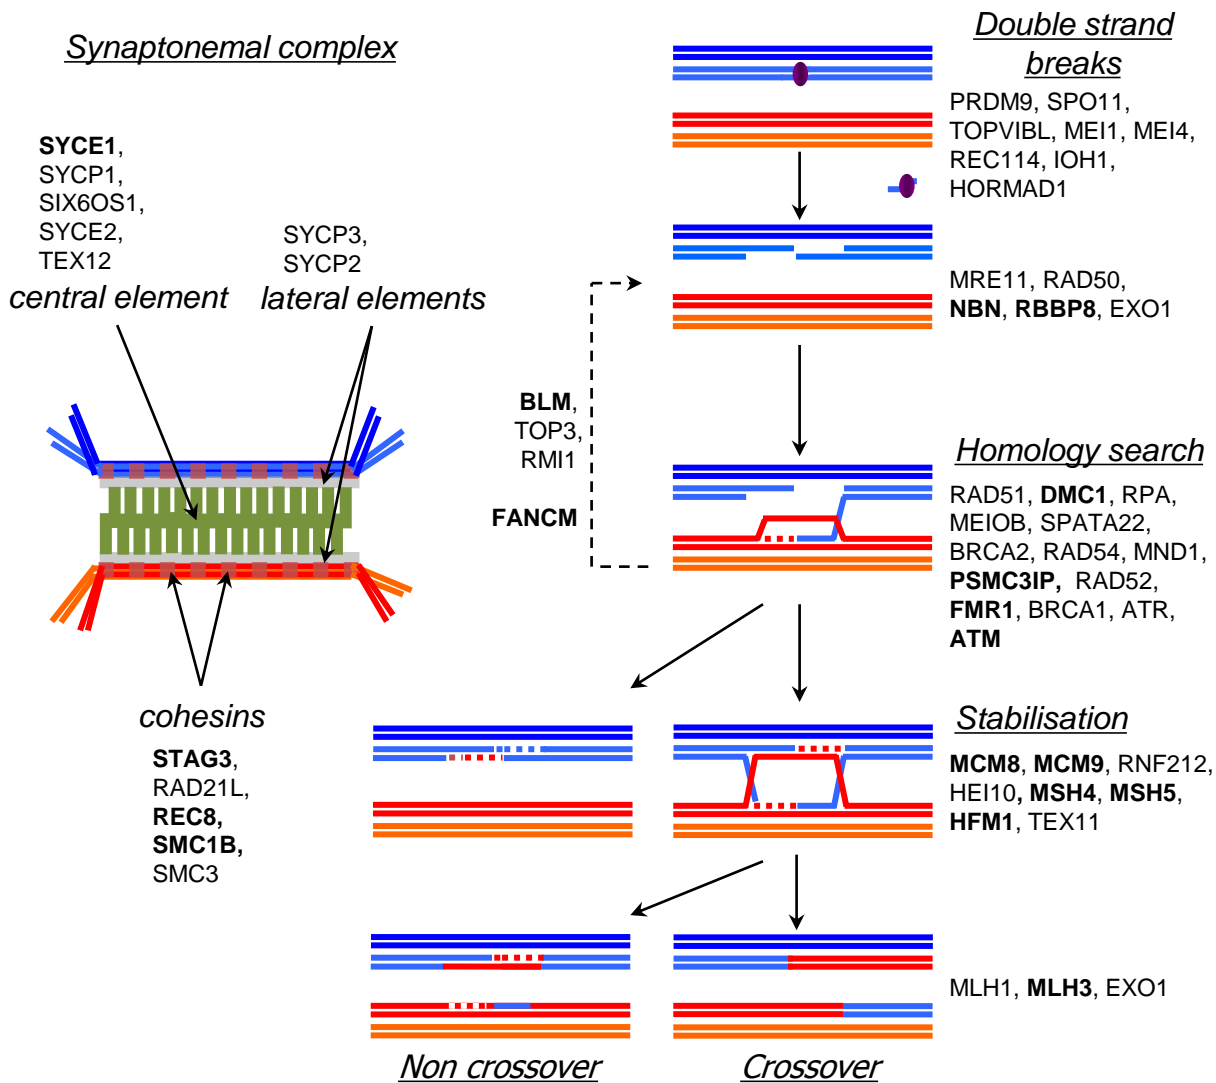 Synaptonemal complex
SYCE1,
SYCP1,
SIX6OS1,
SYCE2,
TEX12
central element
SYCP3,
SYCP2
lateral elements
cohesins
STAG3,
RAD21L,
REC8,
SMC1B,
SMC3
Double strand
breaks
PRDM9, SPO11,
TOPVIBL, MEI1, MEI4,
REC114, IOH1,
HORMAD1
MRE11, RAD50,
NBN, RBBP8, EXO1
BLM,
TOP3,
RMI1
FANCM
Homology search
RAD51, DMC1, RPA,
MEIOB, SPATA22,
BRCA2, RAD54, MND1,
PSMC3IP, RAD52,
FMR1, BRCA1, ATR,
ATM
Stabilisation
MCM8, MCM9, RNF212,
HEI10, MSH4, MSH5,
HFM1, TEX11
MLH1, MLH3, EXO1
Non crossover
Crossover